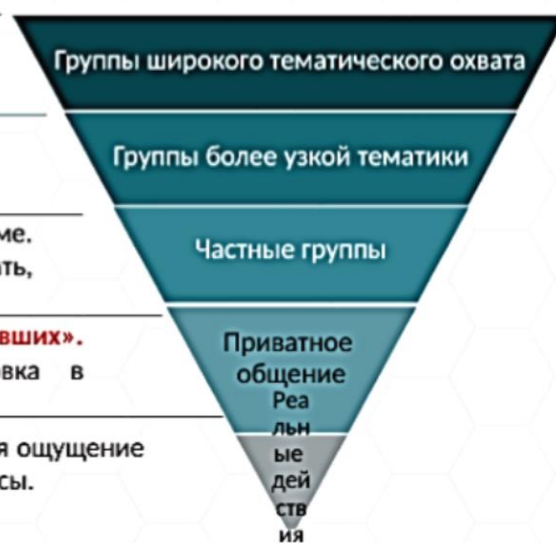 Группы широкого тематического охвата
Группы более узкой тематики
Частные группы
Приватное
общение
Реа
льн
ые
дей
ств
ия
ме.
ть,
вших».
вка в
я ощущение
сы.